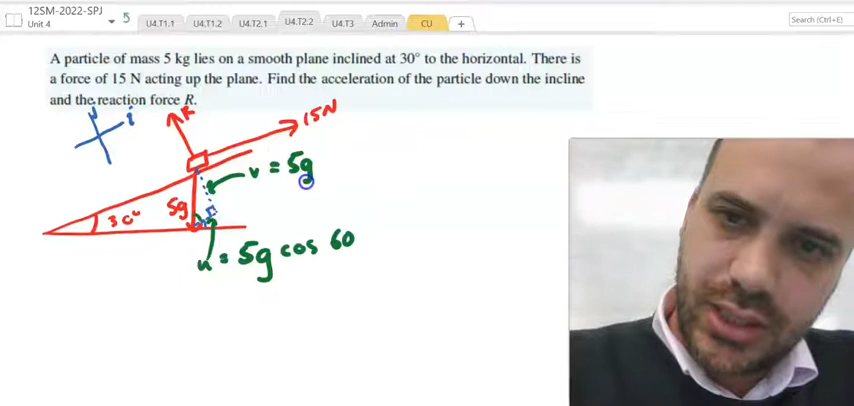 12SM-2022-SPJ
Unit 4
U4.T1.1 U4.T1.2 U4.T2.1 U4.T2.2 U4.T3 Admin CU +
Search (Ctrl+E)
A particle of mass 5 kg lies on a smooth plane inclined at 30° to the horizontal. There is
a force of 15 N acting up the plane. Find the acceleration of the particle down the incline
and the reaction force R.
j i
R
15N
v = 5g
5g
30°
u = 5g cos 60